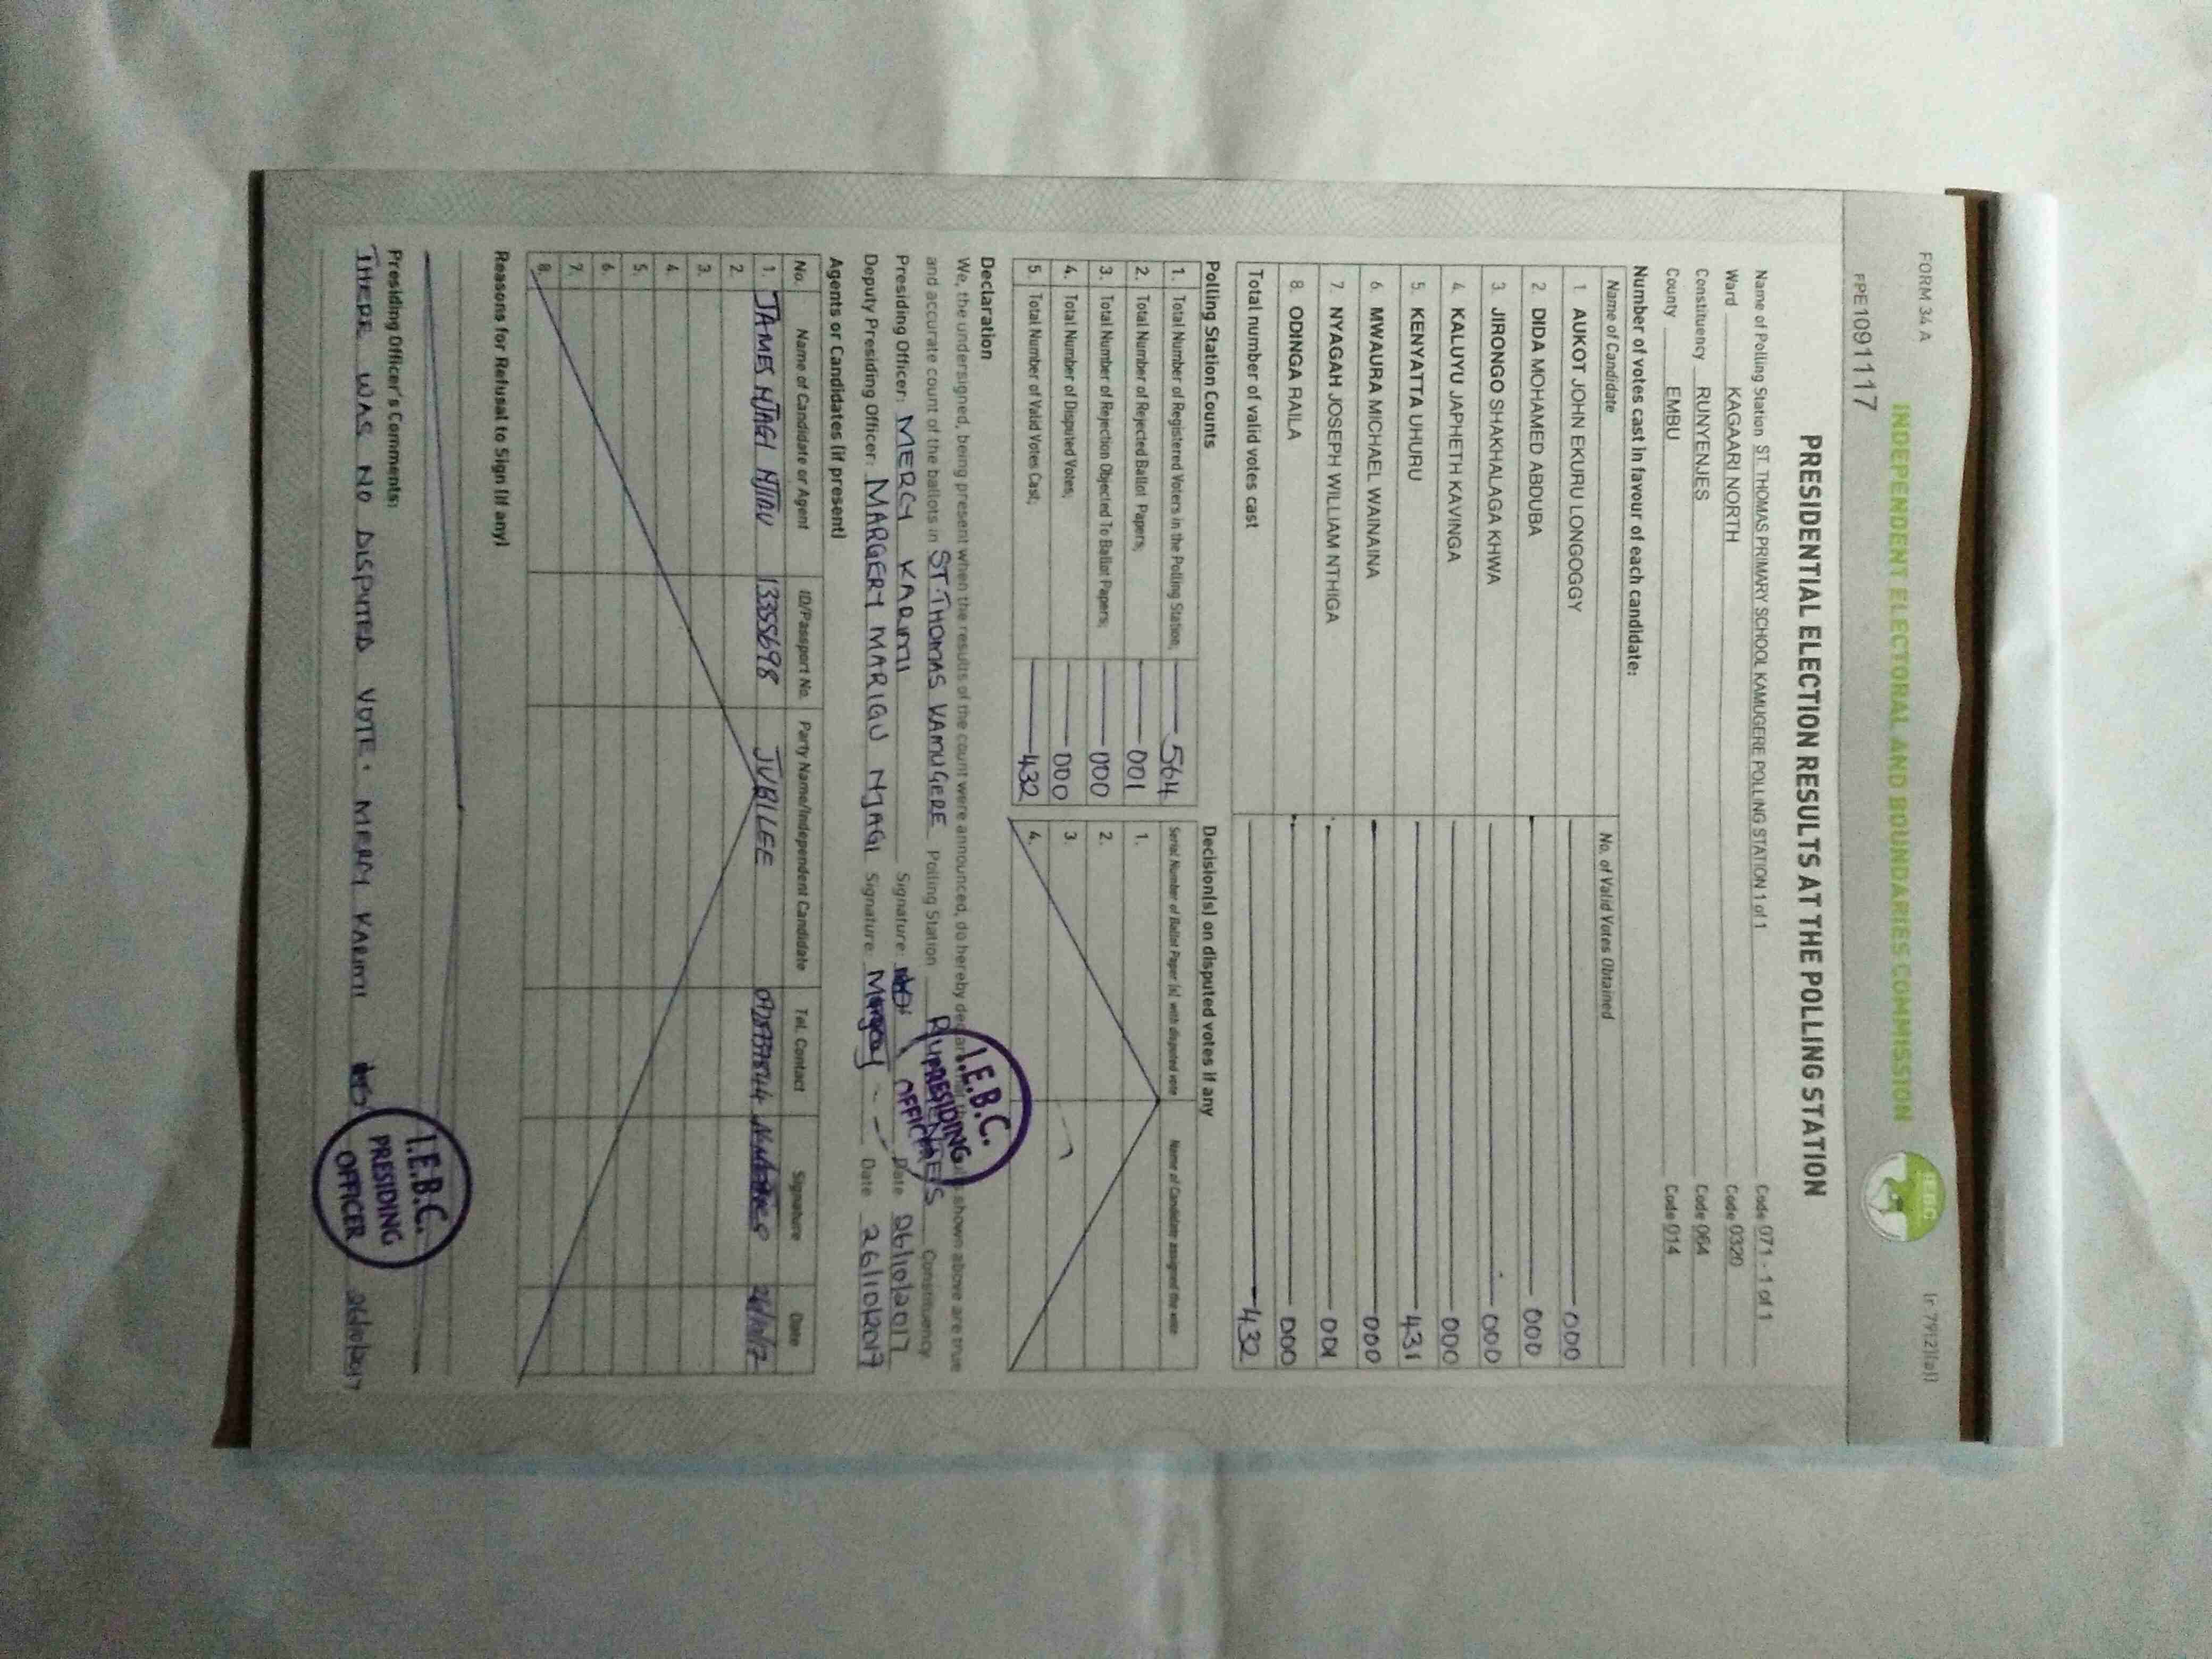 FORM 34 A
(r 79(2)(a))
INDEPENDENT ELECTORAL AND BOUNDARIES COMMISSION
IEBC
PPE1091117
PRESIDENTIAL ELECTION RESULTS AT THE POLLING STATION
Name of Polling Station ST. THOMAS PRIMARY SCHOOL KAMUGERE POLLING STATION 1 of 1 Code 071 - 1 of 1
Ward KAGAARI NORTH Code 0320
Constituency RUNYENJES Code 064
County EMBU Code 014
Number of votes cast in favour of each candidate:
Name of Candidate No. of Valid Votes Obtained
1. AUKOT JOHN EKURU LONGOGGY 000
2. DIDA MOHAMED ABDUBA 000
3. JIRONGO SHAKHALAGA KHWA 000
4. KALUYU JAPHETH KAVINGA 000
5. KENYATTA UHURU 431
6. MWAURA MICHAEL WAINAINA 000
7. NYAGAH JOSEPH WILLIAM NTHIGA 001
8. ODINGA RAILA 000
Total number of valid votes cast 432
Polling Station Counts
1. Total Number of Registered Voters in the Polling Station; 564
2. Total Number of Rejected Ballot Papers; 001
3. Total Number of Rejection Objected To Ballot Papers; 000
4. Total Number of Disputed Votes; 000
5. Total Number of Valid Votes Cast; 432
Decision(s) on disputed votes if any
Serial Number of Ballot Paper (s) with disputed vote Name of Candidate assigned the vote
1.
2.
3.
4.
Declaration
We, the undersigned, being present when the results of the count were announced, do hereby declare that the results shown above are true
and accurate count of the ballots in ST. THOMAS KAMUGERE Polling Station RUNYENJES Constituency
Presiding Officer: MERCY KARIMI Signature: Date 26/10/2017
Deputy Presiding Officer: MARGERY MARIGU NJAGI Signature: Date 26/10/2017
I.E.B.C.
PRESIDING
OFFICER
Agents or Candidates (if present)
No. Name of Candidate or Agent ID/Passport No. Party Name/Independent Candidate Tel. Contact Signature Date
1. JAMES NJAGI 13355698 JUBILEE 26/10/17
2.
3.
4.
5.
6.
7.
8.
Reasons for Refusal to Sign (if any)
Presiding Officer's Comments:
THERE WAS NO DISPUTED VOTE. MERCY KARIMI 26/10/2017
I.E.B.C.
PRESIDING
OFFICER